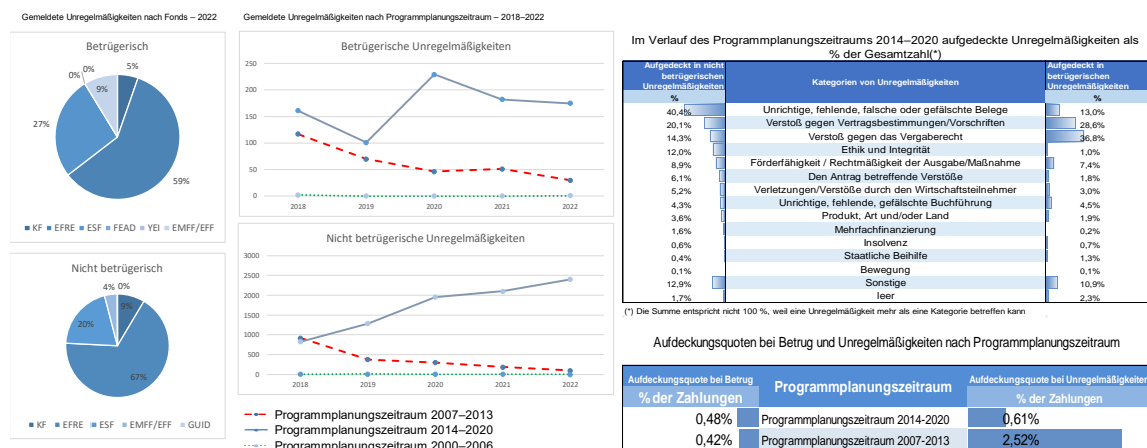 Gemeldete Unregelmäßigkeiten nach Fonds – 2022
Betrügerisch
0%
0%
5%
9%
27%
59%
KF EFRE ESF FEAD YEI EMFF/EFF
Nicht betrügerisch
4%
0%
9%
20%
67%
KF EFRE ESF EMFF/EFF GUID
Gemeldete Unregelmäßigkeiten nach Programmplanungszeitraum – 2018–2022
Betrügerische Unregelmäßigkeiten
250
200
150
100
50
0
2018 2019 2020 2021 2022
Nicht betrügerische Unregelmäßigkeiten
3000
2500
2000
1500
1000
500
0
2018 2019 2020 2021 2022
Programmplanungszeitraum 2007–2013
Programmplanungszeitraum 2014–2020
Programmplanungszeitraum 2000–2006
Im Verlauf des Programmplanungszeitraums 2014–2020 aufgedeckte Unregelmäßigkeiten als
% der Gesamtzahl(*)
Aufgedeckt in nicht
betrügerischen
Unregelmäßigkeiten
Kategorien von Unregelmäßigkeiten
Aufgedeckt in
betrügerischen
Unregelmäßigkeiten
% %
40,4% Unrichtige, fehlende, falsche oder gefälschte Belege 13,0%
20,1% Verstoß gegen Vertragsbestimmungen/Vorschriften 28,6%
14,3% Verstoß gegen das Vergaberecht 36,8%
12,0% Ethik und Integrität 1,0%
8,9% Förderfähigkeit / Rechtmäßigkeit der Ausgabe/Maßnahme 7,4%
6,1% Den Antrag betreffende Verstöße 1,8%
5,2% Verletzungen/Verstöße durch den Wirtschaftsteilnehmer 3,0%
4,3% Unrichtige, fehlende, gefälschte Buchführung 4,5%
3,6% Produkt, Art und/oder Land 1,9%
1,6% Mehrfachfinanzierung 0,2%
0,6% Insolvenz 0,7%
0,4% Staatliche Beihilfe 1,3%
0,1% Bewegung 0,1%
12,9% Sonstige 10,9%
1,7% leer 2,3%
(*) Die Summe entspricht nicht 100 %, weil eine Unregelmäßigkeit mehr als eine Kategorie betreffen kann
Aufdeckungsquoten bei Betrug und Unregelmäßigkeiten nach Programmplanungszeitraum
Aufdeckungsquote bei Betrug Programmplanungszeitraum Aufdeckungsquote bei Unregelmäßigkeiten
% der Zahlungen % der Zahlungen
0,48% Programmplanungszeitraum 2014-2020 0,61%
0,42% Programmplanungszeitraum 2007-2013 2,52%